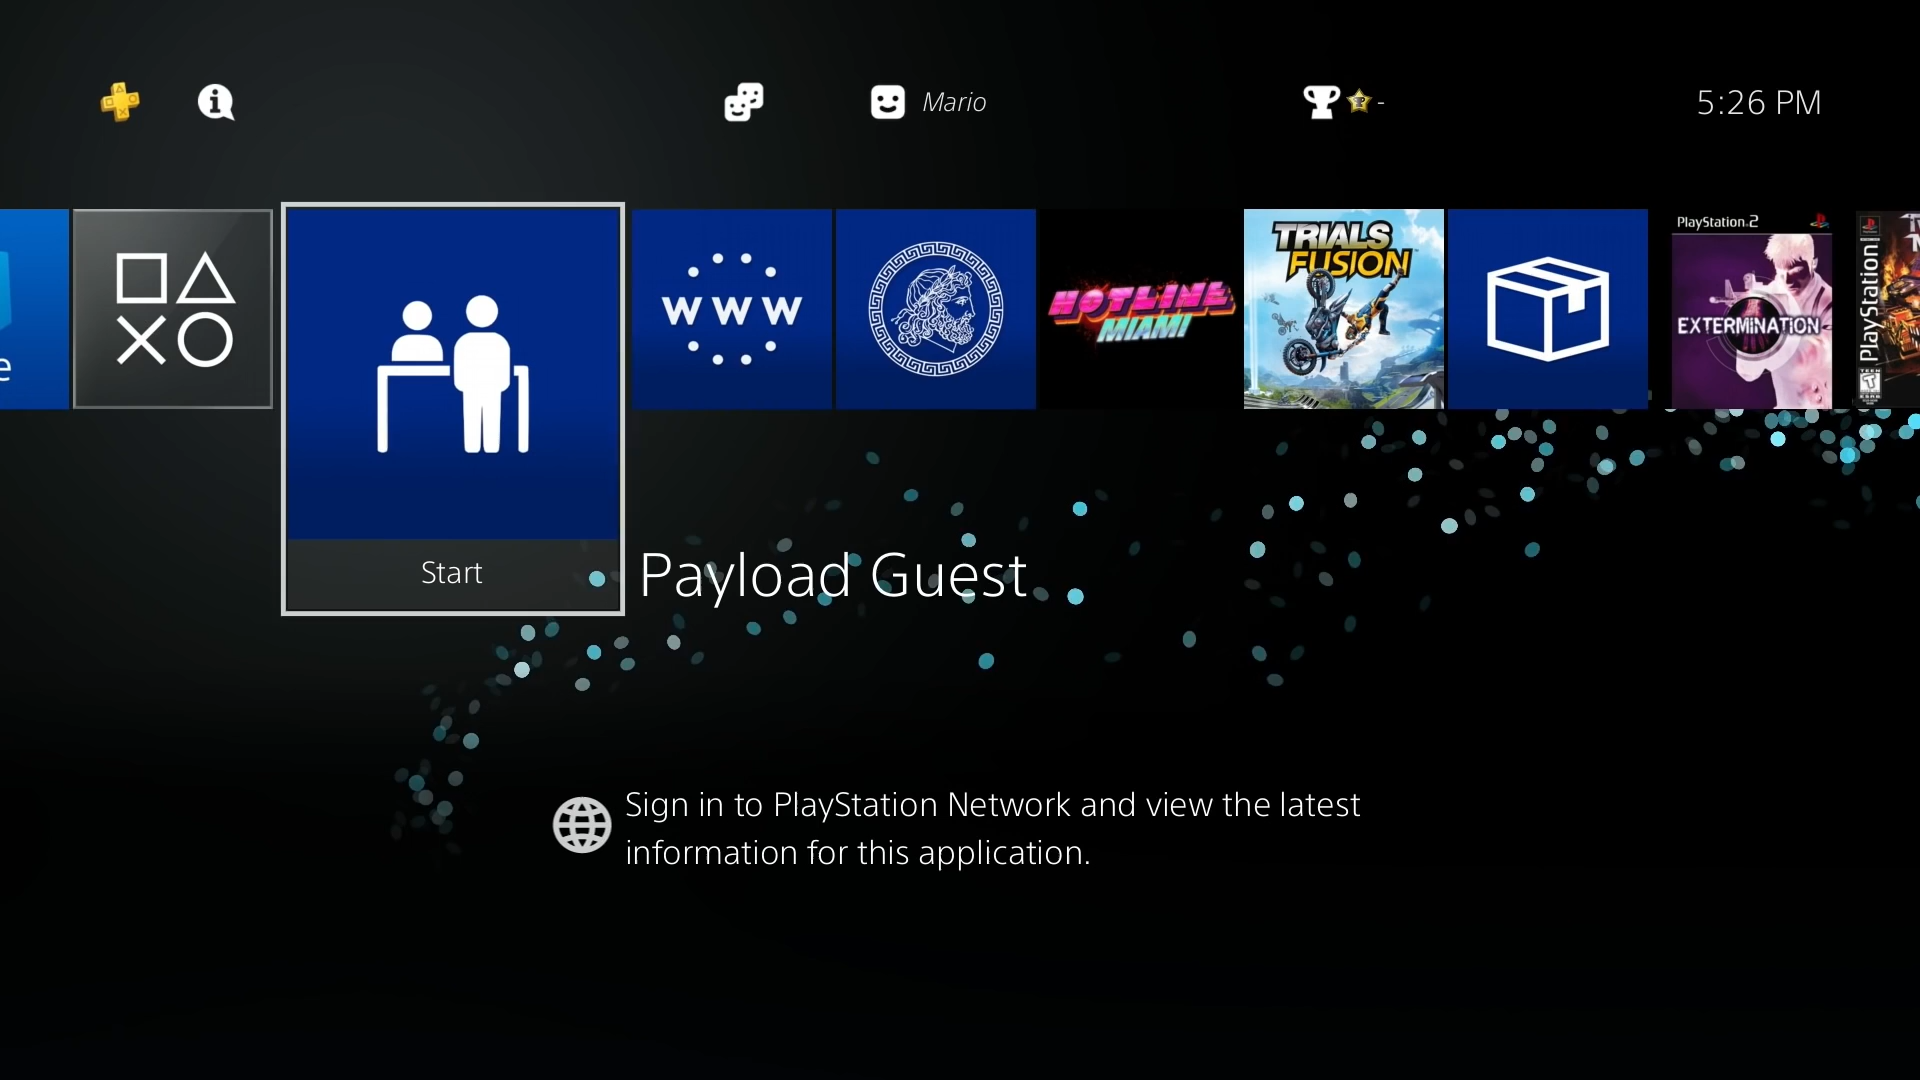 Mario
-
5:26 PM
e
WWW
HOTLINE
MIAMI
TRIALS
FUSION
PlayStation 2
EXTERMINATION
PlayStation
TEEN
T
Start
Payload Guest
Sign in to PlayStation Network and view the latest
information for this application.